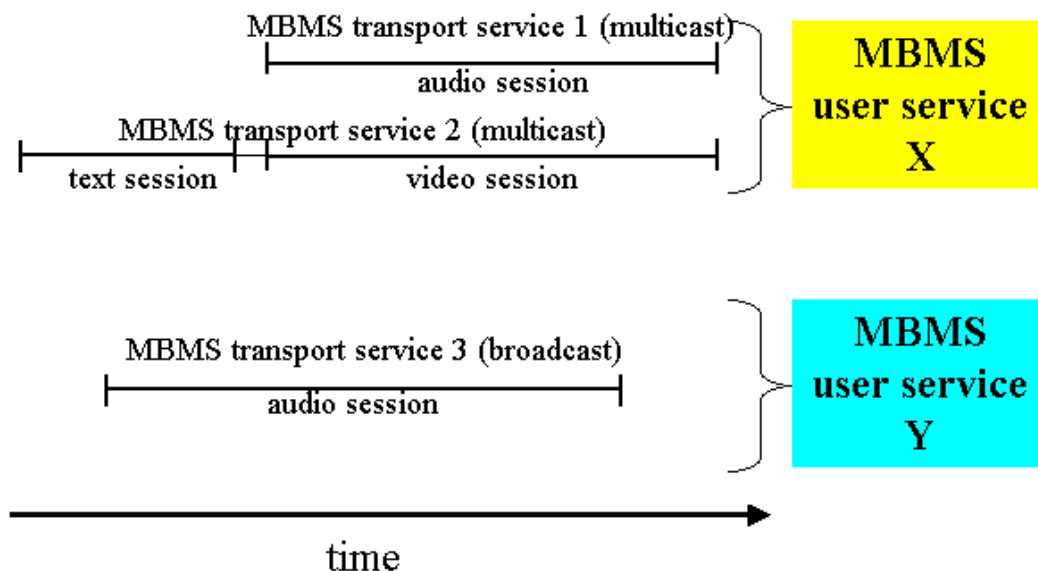 MBMS transport service 1 (multicast)
audio session
MBMS transport service 2 (multicast)
text session
video session
MBMS
user service
X
MBMS transport service 3 (broadcast)
audio session
MBMS
user service
Y
time